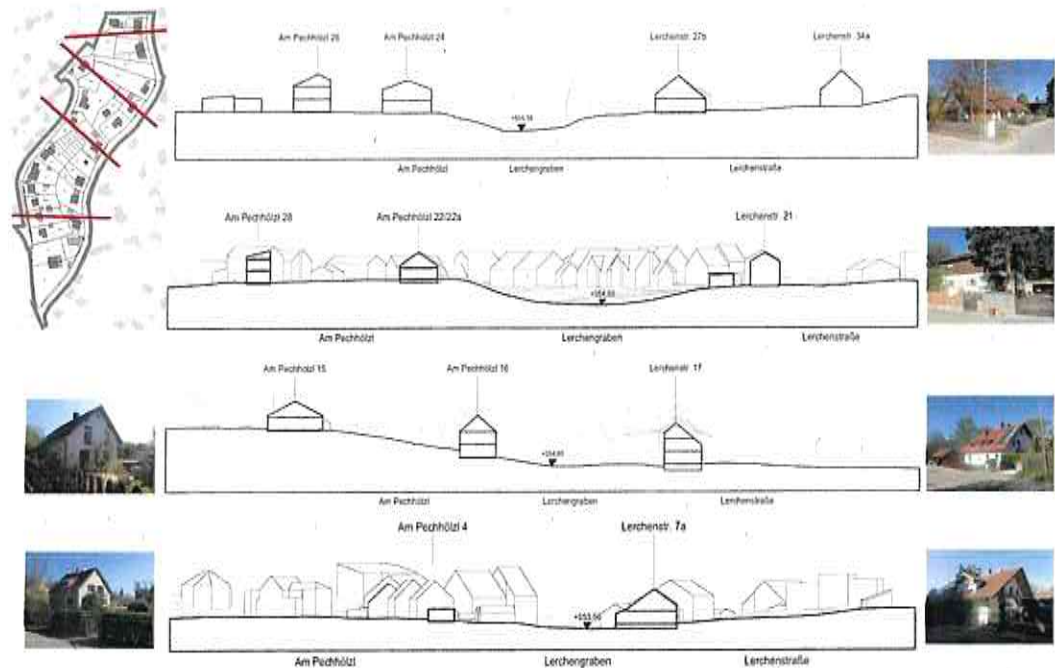 Am Pechhölzl 26 Am Pechhölzl 24 Lerchenstr. 27b Lerchenstr. 34a
Am Pechhölzl Lerchengraben Lerchenstraße
Am Pechhölzl 28 Am Pechhölzl 22/22a Lerchenstr. 21
Am Pechhölzl Lerchengraben Lerchenstraße
Am Pechhölzl 15 Am Pechhölzl 16 Lerchenstr. 17
Am Pechhölzl Lerchengraben Lerchenstraße
Am Pechhölzl 4 Lerchenstr. 7a
+553.56
Am Pechhölzl Lerchengraben Lerchenstraße